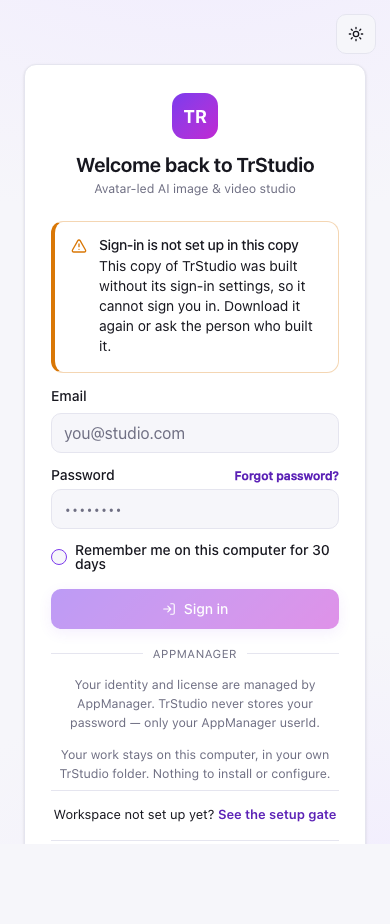 TR
Welcome back to TrStudio
Avatar-led AI image & video studio
Sign-in is not set up in this copy
This copy of TrStudio was built
without its sign-in settings, so it
cannot sign you in. Download it
again or ask the person who built
it.
Email
you@studio.com
Password
Forgot password?
••••••••
Remember me on this computer for 30
days
Sign in
APPMANAGER
Your identity and license are managed by
AppManager. TrStudio never stores your
password — only your AppManager userId.
Your work stays on this computer, in your own
TrStudio folder. Nothing to install or configure.
Workspace not set up yet? See the setup gate